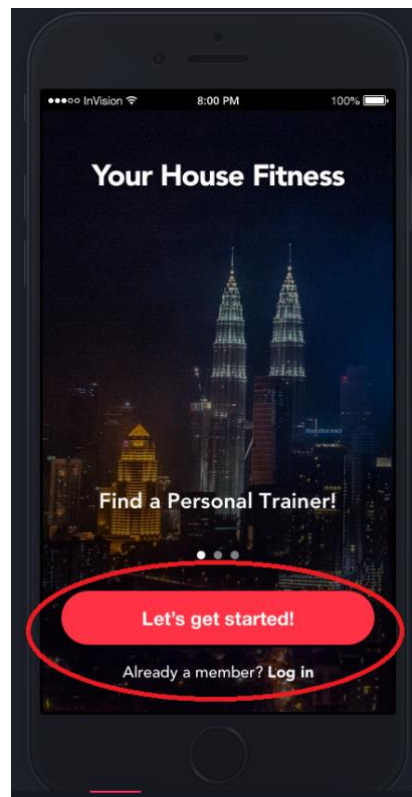 InVision 8:00 PM 100%
Your House Fitness
Find a Personal Trainer!
Let's get started!
Already a member? Log in